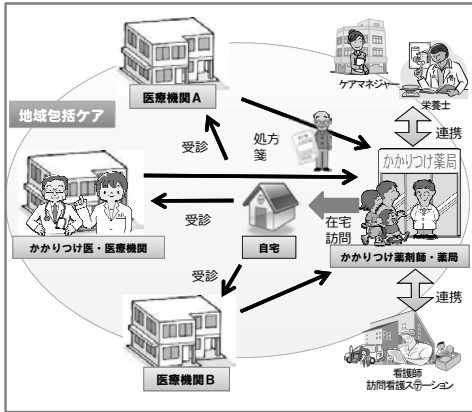 ケアマネジャー
栄養士
医療機関A
地域包括ケア
受診
処方
箋
連携
かかりつけ薬局
かかりつけ医・医療機関
受診
自宅
在宅
訪問
かかりつけ薬剤師・薬局
受診
連携
医療機関B
看護師
訪問看護ステーション